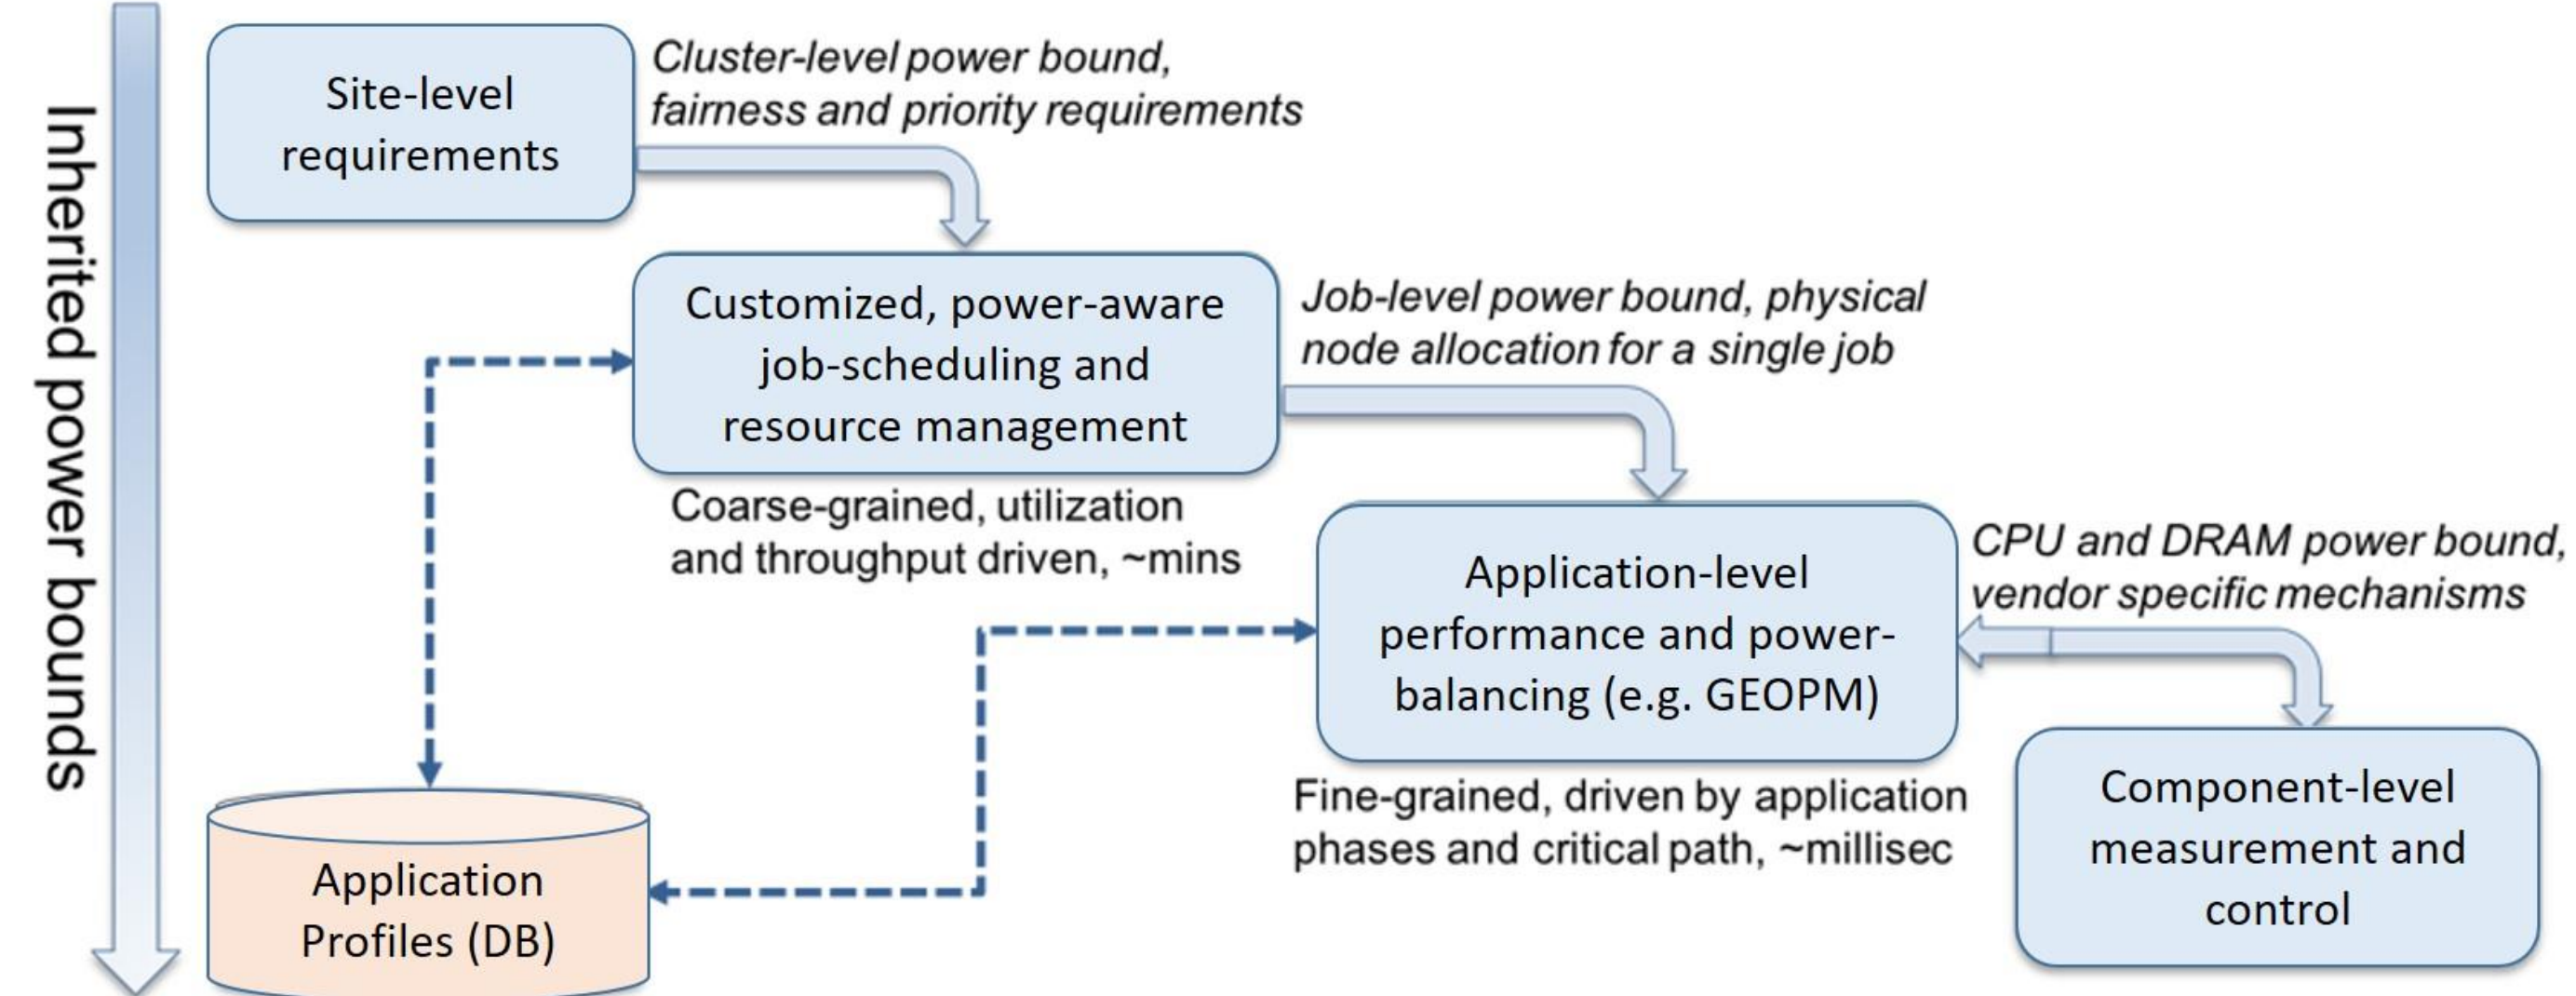 Inherited power bounds
Site-level
requirements
Cluster-level power bound,
fairness and priority requirements
Customized, power-aware
job-scheduling and
resource management
Job-level power bound, physical
node allocation for a single job
Coarse-grained, utilization
and throughput driven, ~mins
Application-level
performance and power-
balancing (e.g. GEOPM)
CPU and DRAM power bound,
vendor specific mechanisms
Fine-grained, driven by application
phases and critical path, ~millisec
Component-level
measurement and
control
Application
Profiles (DB)